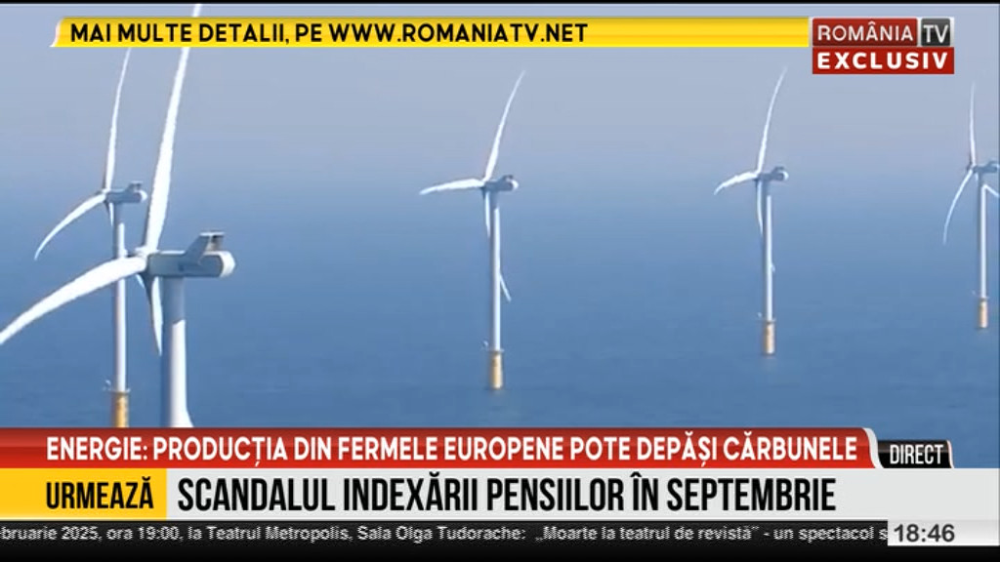 MAI MULTE DETALII, PE WWW.ROMANIATV.NET
ROMÂNIA TV
EXCLUSIV
ENERGIE: PRODUCȚIA DIN FERMELE EUROPENE POTE DEPĂȘI CĂRBUNELE
DIRECT
URMEAZĂ SCANDALUL INDEXĂRII PENSIILOR ÎN SEPTEMBRIE
bruarie 2025, ora 19:00, la Teatrul Metropolis, Sala Olga Tudorache: „Moarte la teatrul de revistă” - un spectacol s
18:46